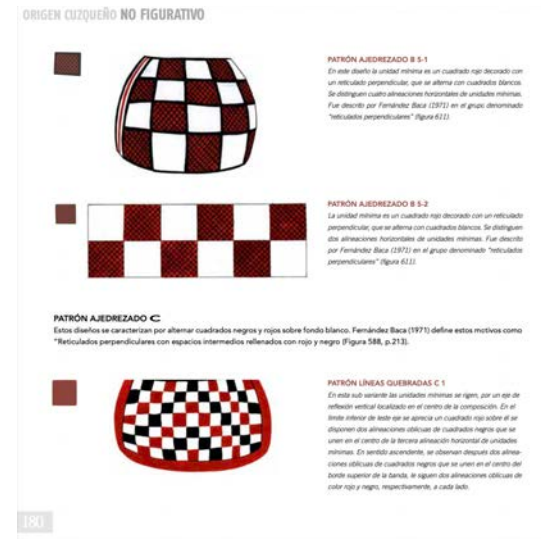 ORIGEN CUZQUEÑO NO FIGURATIVO
PATRÓN AJEDREZADO B 5-1
En este diseño la unidad mínima es un cuadrado rojo decorado con
un reticulado perpendicular, que se alterna con cuadrados blancos.
Se distinguen cuatro alineaciones horizontales de unidades mínimas.
Fue descrito por Fernández Baca (1971) en el grupo denominado
"reticulados perpendiculares" (figura 611).
PATRÓN AJEDREZADO B 5-2
La unidad mínima es un cuadrado rojo decorado con un reticulado
perpendicular, que se alterna con cuadrados blancos. Se distinguen
dos alineaciones horizontales de unidades mínimas. Fue descrito
por Fernández Baca (1971) en el grupo denominado "reticulados
perpendiculares" (figura 611).
PATRÓN AJEDREZADO C
Estos diseños se caracterizan por alternar cuadrados negros y rojos sobre fondo blanco. Fernández Baca (1971) define estos motivos como
"Reticulados perpendiculares con espacios intermedios rellenados con rojo y negro (Figura 588, p.213).
PATRÓN LÍNEAS QUEBRADAS C 1
En esta sub variante las unidades mínimas se rigen, por un eje de
reflexión vertical localizado en el centro de la composición. En el
límite inferior de leste eje se aprecia un cuadrado rojo sobre él se
disponen dos alineaciones oblicuas de cuadrados negros que se
unen en el centro de la tercera alineación horizontal de unidades
mínimas. En sentido ascendente, se observan después dos alinea-
ciones oblicuas de cuadrados negros que se unen en el centro del
borde superior de la banda, le siguen dos alineaciones oblicuas de
color rojo y negro, respectivamente, a cada lado.
180